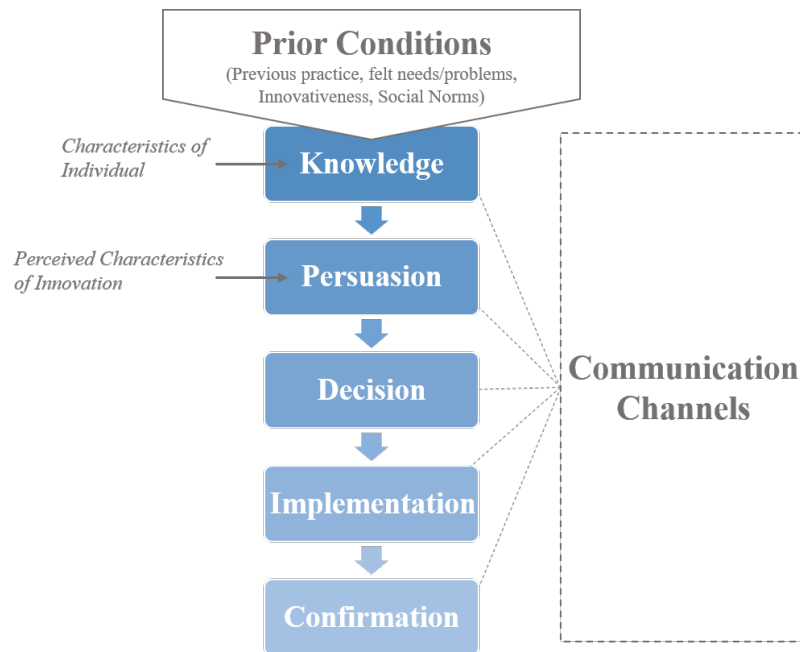 Prior Conditions
(Previous practice, felt needs/problems,
Innovativeness, Social Norms)
Characteristics of
Individual
Knowledge
Perceived Characteristics
of Innovation
Persuasion
Decision
Implementation
Confirmation
Communication
Channels